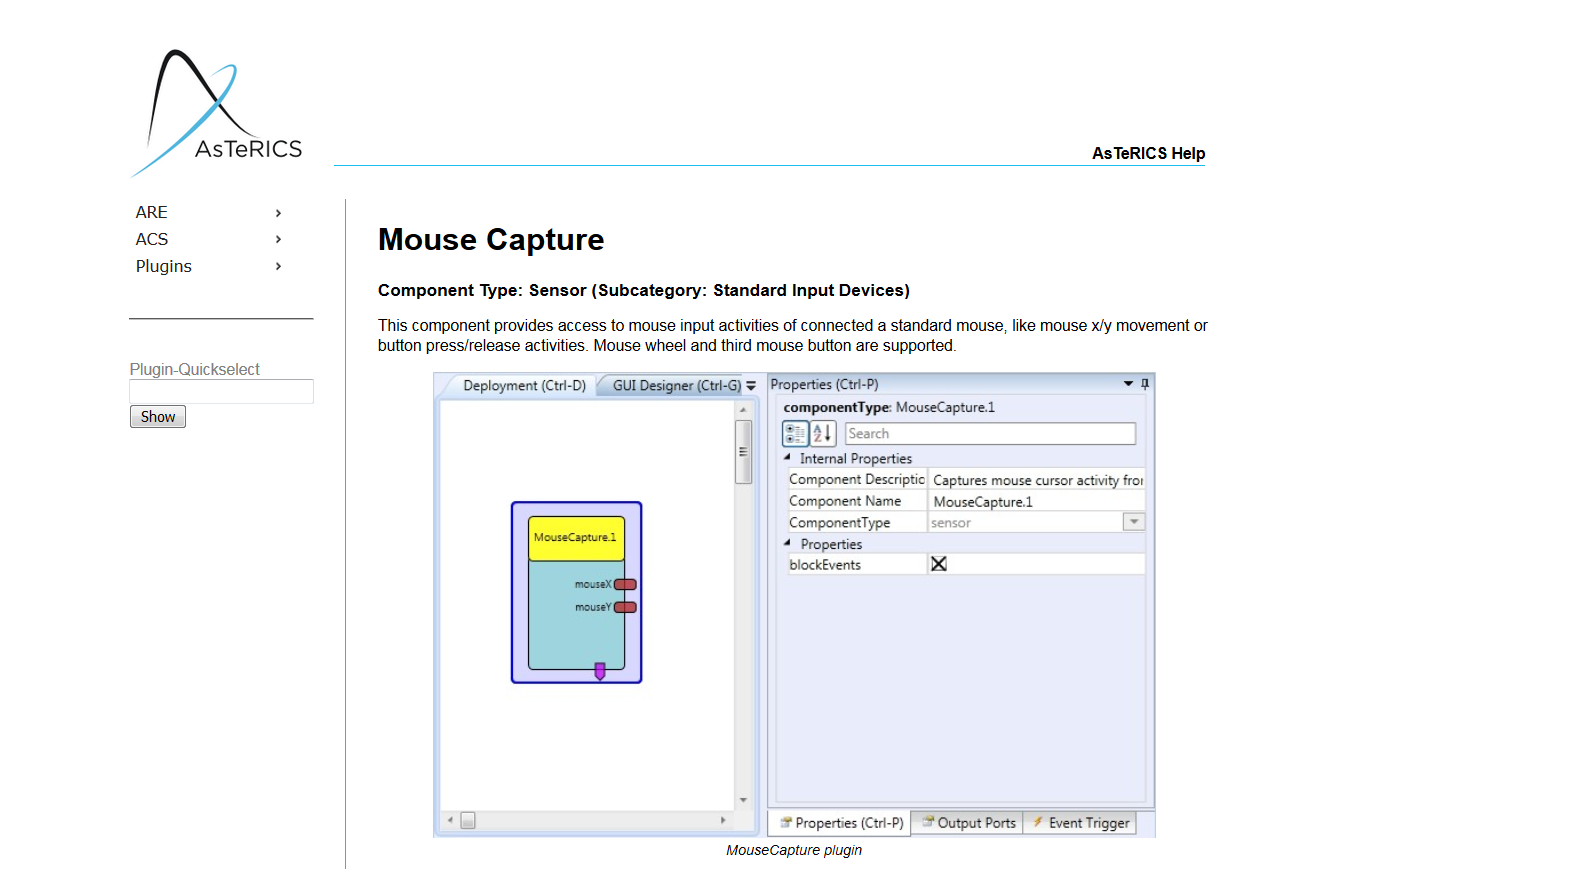 AsTeRICS
AsTeRICS Help
ARE
ACS
Plugins
Plugin-Quickselect
Show
Mouse Capture
Component Type: Sensor (Subcategory: Standard Input Devices)
This component provides access to mouse input activities of connected a standard mouse, like mouse x/y movement or
button press/release activities. Mouse wheel and third mouse button are supported.
Deployment (Ctrl-D)
GUI Designer (Ctrl-G)
MouseCapture.1
mouseX
mouseY
Properties (Ctrl-P)
componentType: MouseCapture.1
Search
Internal Properties
Component Descriptio Captures mouse cursor activity fror
Component Name MouseCapture.1
ComponentType sensor
Properties
blockEvents
Properties (Ctrl-P)
Output Ports
Event Trigger
MouseCapture plugin